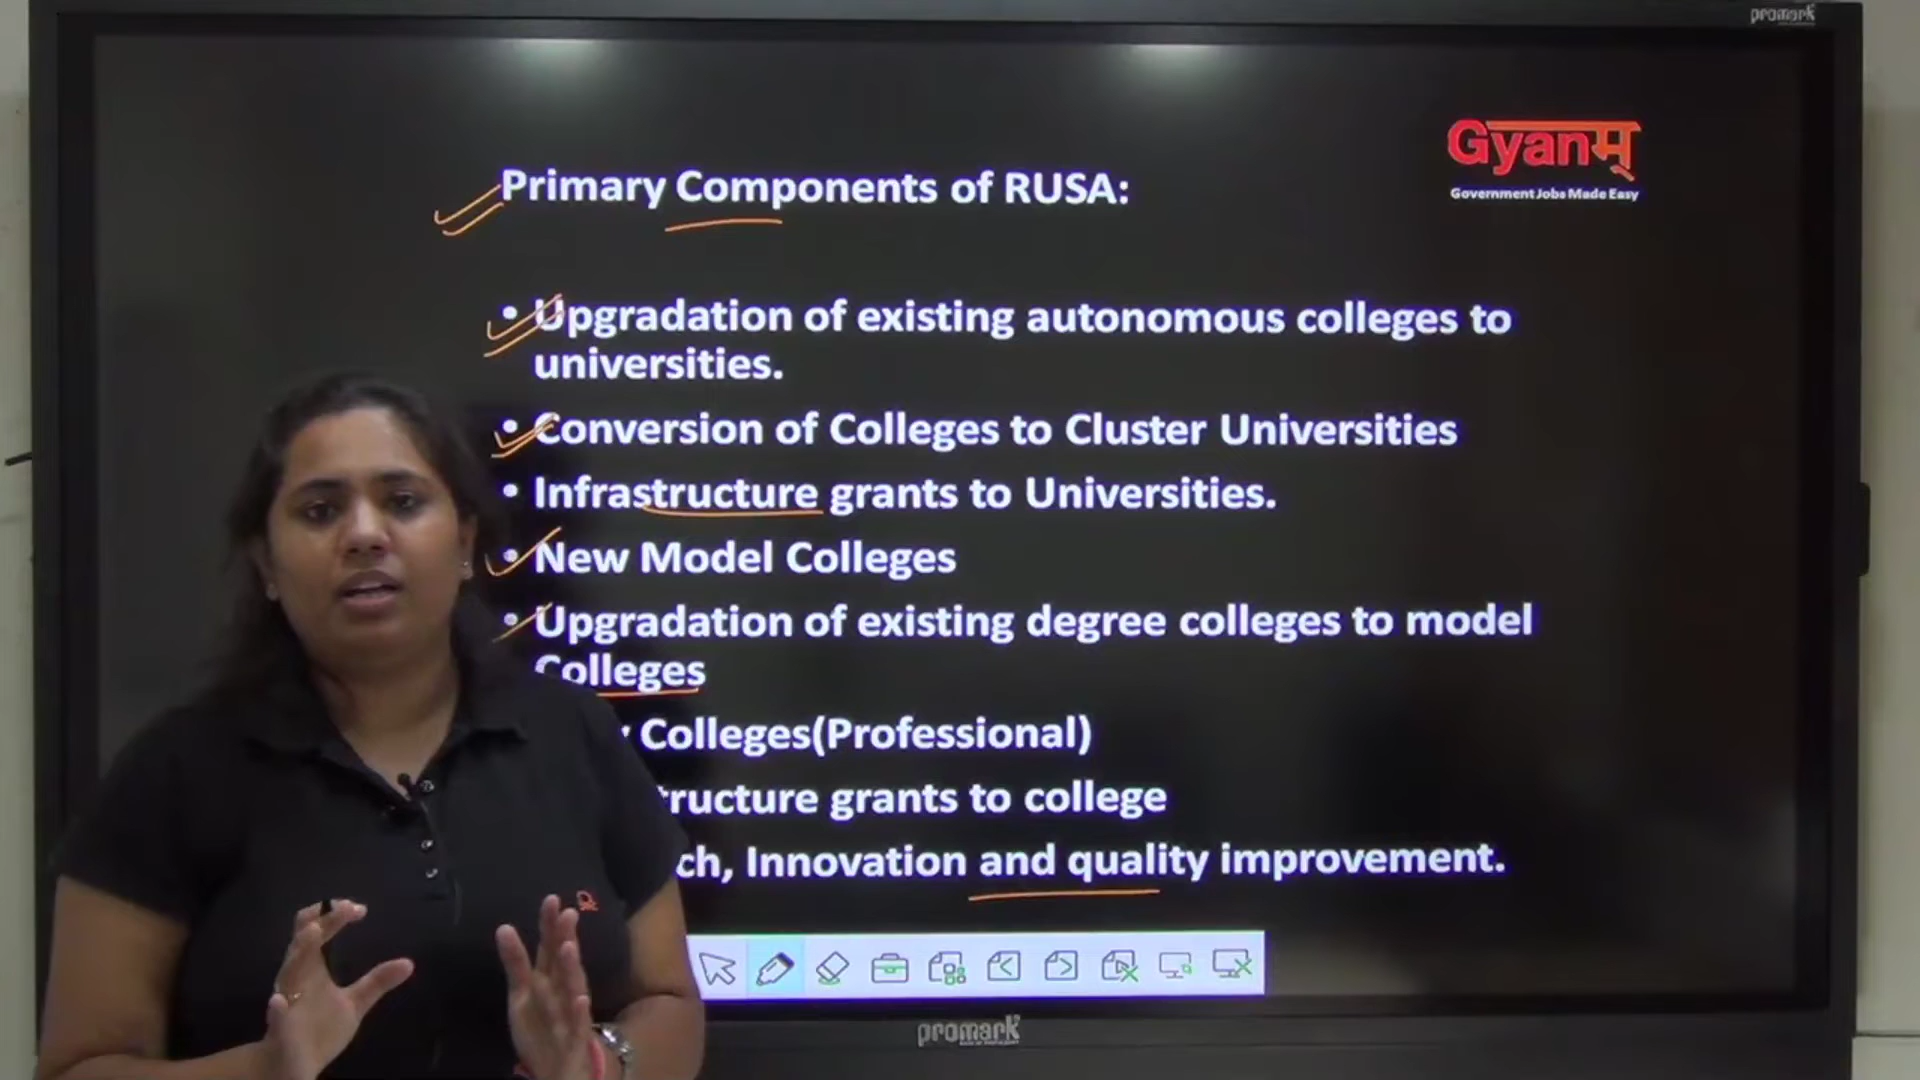 promark
Gyanम्
Government Jobs Made Easy
Primary Components of RUSA:
• Upgradation of existing autonomous colleges to
universities.
• Conversion of Colleges to Cluster Universities
• Infrastructure grants to Universities.
• New Model Colleges
• Upgradation of existing degree colleges to model
Colleges
Colleges(Professional)
grants to college
Innovation and quality improvement.
promark